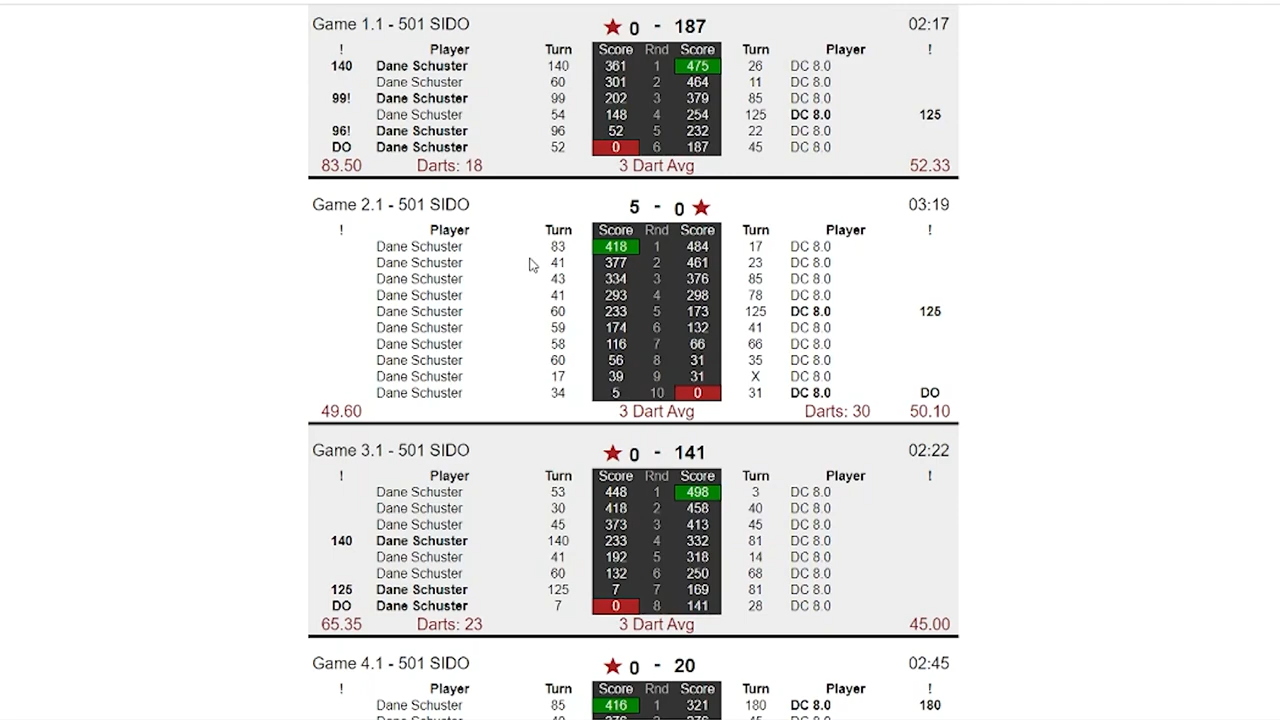 Game 1.1 - 501 SIDO 0 - 187 02:17
! Player Turn Score Rnd Score Turn Player !
140 Dane Schuster 140 361 1 475 26 DC 8.0
Dane Schuster 60 301 2 464 11 DC 8.0
99! Dane Schuster 99 202 3 379 85 DC 8.0
Dane Schuster 54 148 4 254 125 DC 8.0 125
96! Dane Schuster 96 52 5 232 22 DC 8.0
DO Dane Schuster 52 0 6 187 45 DC 8.0
83.50 Darts: 18 3 Dart Avg 52.33
Game 2.1 - 501 SIDO 5 - 0 03:19
! Player Turn Score Rnd Score Turn Player !
Dane Schuster 83 418 1 484 17 DC 8.0
Dane Schuster 41 377 2 461 23 DC 8.0
Dane Schuster 43 334 3 376 85 DC 8.0
Dane Schuster 41 293 4 298 78 DC 8.0
Dane Schuster 60 233 5 173 125 DC 8.0 125
Dane Schuster 59 174 6 132 41 DC 8.0
Dane Schuster 58 116 7 66 66 DC 8.0
Dane Schuster 60 56 8 31 35 DC 8.0
Dane Schuster 17 39 9 31 X DC 8.0
Dane Schuster 34 5 10 0 31 DC 8.0 DO
49.60 3 Dart Avg Darts: 30 50.10
Game 3.1 - 501 SIDO 0 - 141 02:22
! Player Turn Score Rnd Score Turn Player !
Dane Schuster 53 448 1 498 3 DC 8.0
Dane Schuster 30 418 2 458 40 DC 8.0
Dane Schuster 45 373 3 413 45 DC 8.0
140 Dane Schuster 140 233 4 332 81 DC 8.0
Dane Schuster 41 192 5 318 14 DC 8.0
Dane Schuster 60 132 6 250 68 DC 8.0
125 Dane Schuster 125 7 7 169 81 DC 8.0
DO Dane Schuster 7 0 8 141 28 DC 8.0
65.35 Darts: 23 3 Dart Avg 45.00
Game 4.1 - 501 SIDO 0 - 20 02:45
! Player Turn Score Rnd Score Turn Player !
Dane Schuster 85 416 1 321 180 DC 8.0 180